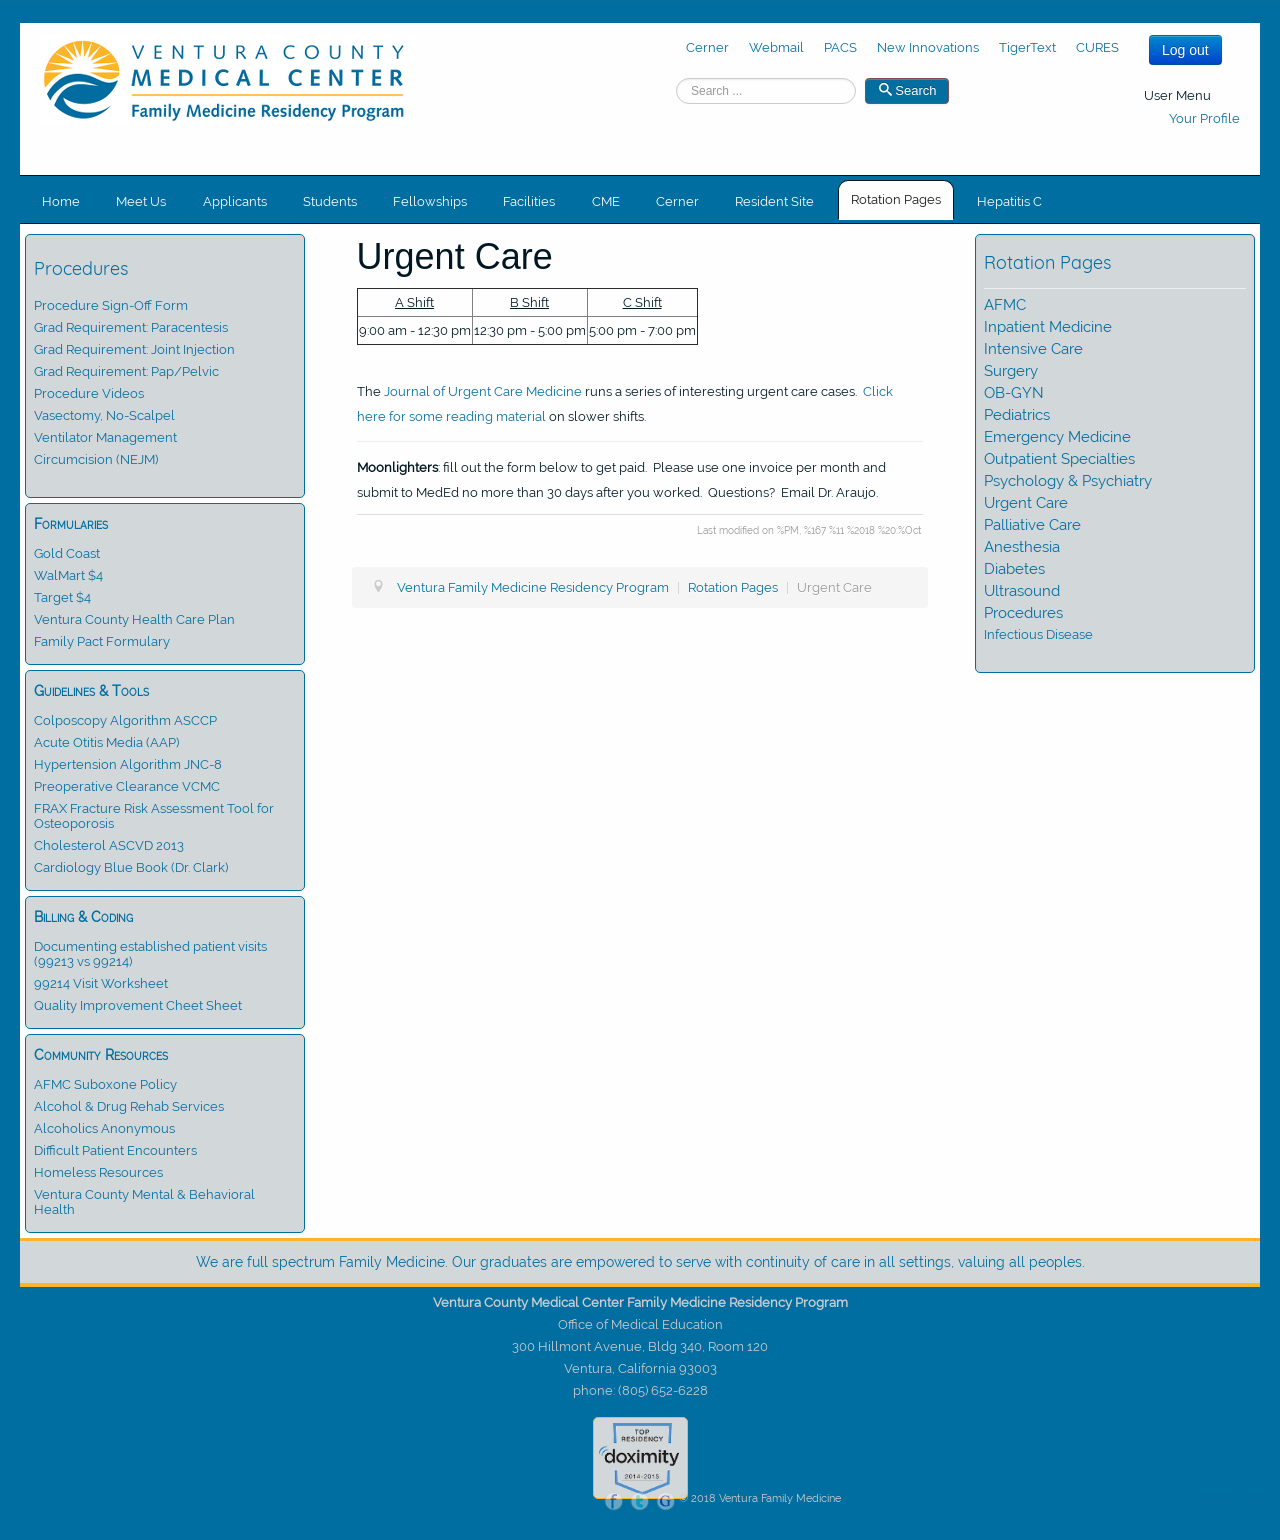 VENTURA COUNTY
MEDICAL CENTER
Family Medicine Residency Program
Cerner Webmail PACS New Innovations TigerText CURES
Log out
Search ...
Search
User Menu
Your Profile
Home Meet Us Applicants Students Fellowships Facilities CME Cerner Resident Site Rotation Pages Hepatitis C
Procedures
Procedure Sign-Off Form
Grad Requirement: Paracentesis
Grad Requirement: Joint Injection
Grad Requirement: Pap/Pelvic
Procedure Videos
Vasectomy, No-Scalpel
Ventilator Management
Circumcision (NEJM)
Formularies
Gold Coast
WalMart $4
Target $4
Ventura County Health Care Plan
Family Pact Formulary
Guidelines & Tools
Colposcopy Algorithm ASCCP
Acute Otitis Media (AAP)
Hypertension Algorithm JNC-8
Preoperative Clearance VCMC
FRAX Fracture Risk Assessment Tool for
Osteoporosis
Cholesterol ASCVD 2013
Cardiology Blue Book (Dr. Clark)
Billing & Coding
Documenting established patient visits
(99213 vs 99214)
99214 Visit Worksheet
Quality Improvement Cheet Sheet
Community Resources
AFMC Suboxone Policy
Alcohol & Drug Rehab Services
Alcoholics Anonymous
Difficult Patient Encounters
Homeless Resources
Ventura County Mental & Behavioral
Health
Urgent Care
A Shift B Shift C Shift
9:00 am - 12:30 pm 12:30 pm - 5:00 pm 5:00 pm - 7:00 pm
The Journal of Urgent Care Medicine runs a series of interesting urgent care cases. Click
here for some reading material on slower shifts.
Moonlighters: fill out the form below to get paid. Please use one invoice per month and
submit to MedEd no more than 30 days after you worked. Questions? Email Dr. Araujo.
Last modified on %PM, %167 %11 %2018 %20:%Oct
Ventura Family Medicine Residency Program | Rotation Pages | Urgent Care
Rotation Pages
AFMC
Inpatient Medicine
Intensive Care
Surgery
OB-GYN
Pediatrics
Emergency Medicine
Outpatient Specialties
Psychology & Psychiatry
Urgent Care
Palliative Care
Anesthesia
Diabetes
Ultrasound
Procedures
Infectious Disease
We are full spectrum Family Medicine. Our graduates are empowered to serve with continuity of care in all settings, valuing all peoples.
Ventura County Medical Center Family Medicine Residency Program
Office of Medical Education
300 Hillmont Avenue, Bldg 340, Room 120
Ventura, California 93003
phone: (805) 652-6228
TOP
RESIDENCY
doximity
2014-2015
© 2018 Ventura Family Medicine